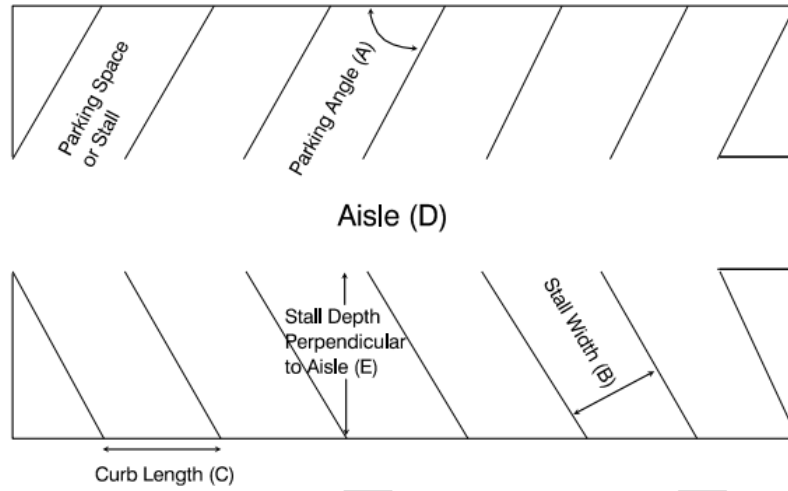 Parking Space
or Stall
Parking Angle (A)
Aisle (D)
Stall Depth
Perpendicular
to Aisle (E)
Stall Width (B)
Curb Length (C)